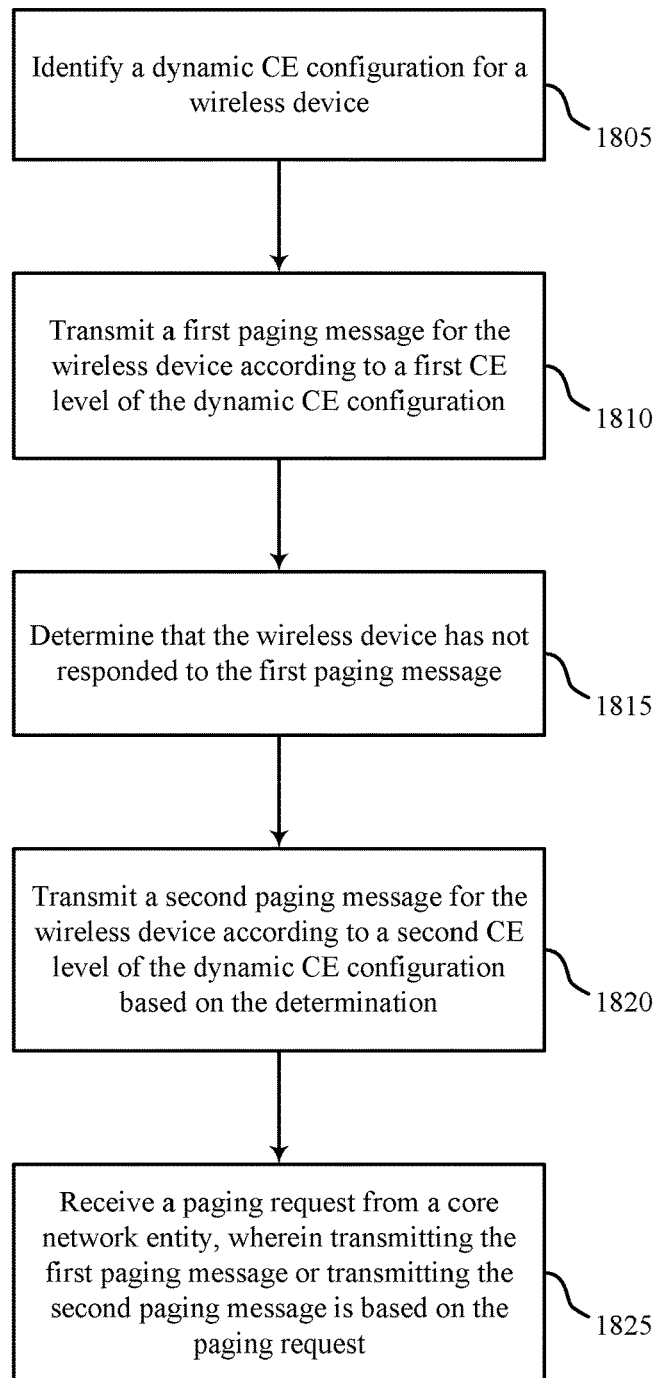 Identify a dynamic CE configuration for a
wireless device
1805
Transmit a first paging message for the
wireless device according to a first CE
level of the dynamic CE configuration
1810
Determine that the wireless device has not
responded to the first paging message
1815
Transmit a second paging message for the
wireless device according to a second CE
level of the dynamic CE configuration
based on the determination
1820
Receive a paging request from a core
network entity, wherein transmitting the
first paging message or transmitting the
second paging message is based on the
paging request
1825